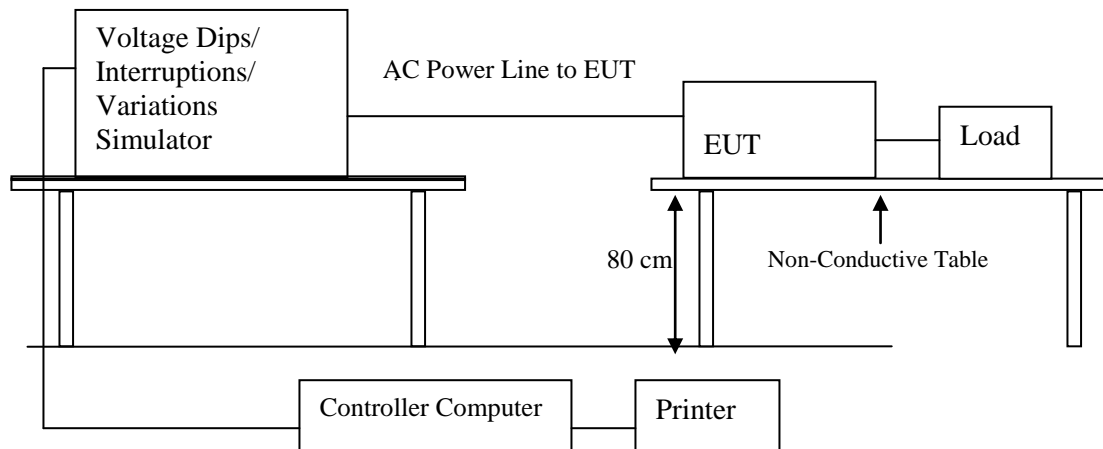 Voltage Dips/
Interruptions/
Variations
Simulator
AC Power Line to EUT
EUT
Load
80 cm
Non-Conductive Table
Controller Computer
Printer